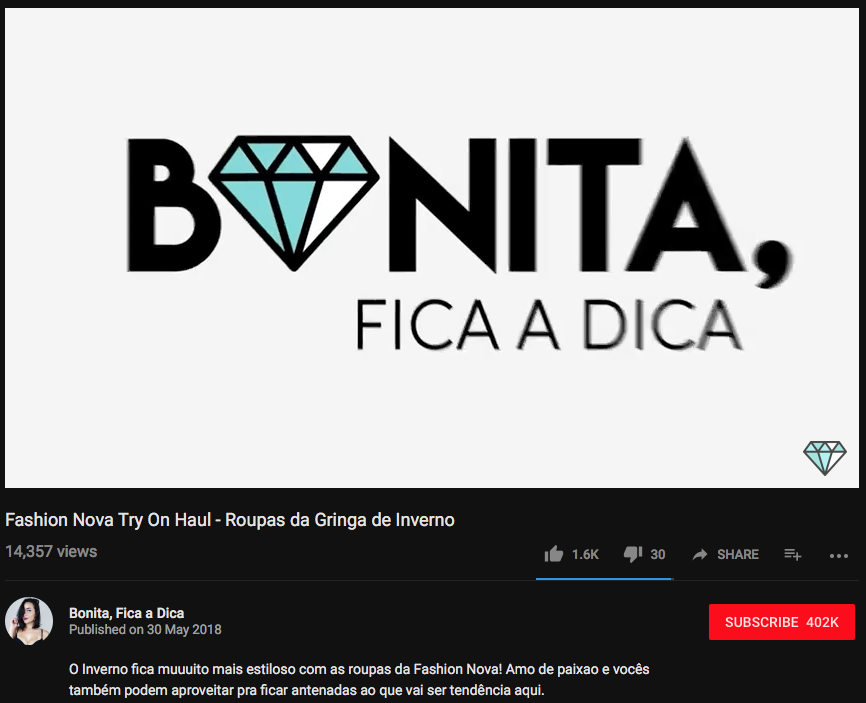 BONITA,
FICA A DICA
Fashion Nova Try On Haul - Roupas da Gringa de Inverno
14,357 views
1.6K 30 SHARE
Bonita, Fica a Dica
Published on 30 May 2018
SUBSCRIBE 402K
O Inverno fica muuuito mais estiloso com as roupas da Fashion Nova! Amo de paixao e vocês
também podem aproveitar pra ficar antenadas ao que vai ser tendência aqui.